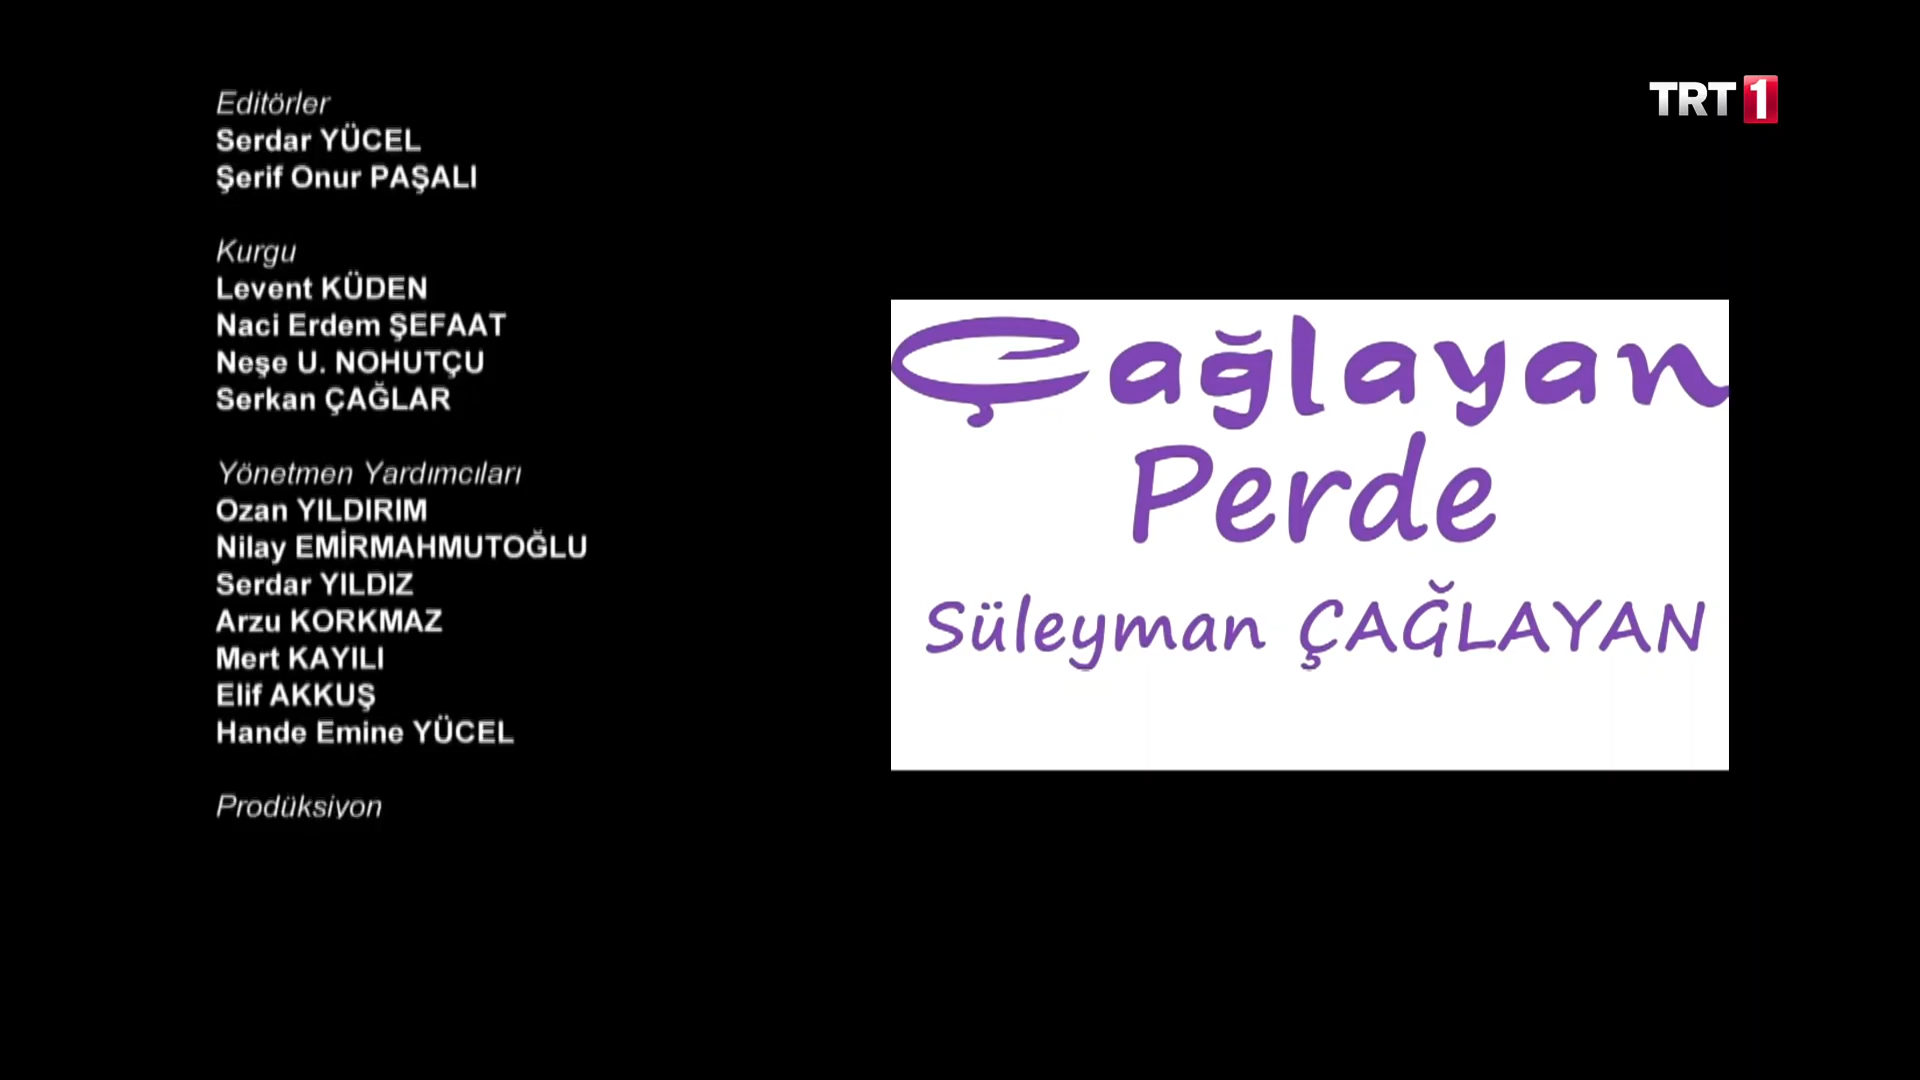 Editörler
Serdar YÜCEL
Şerif Onur PAŞALI
Kurgu
Levent KÜDEN
Naci Erdem ŞEFAAT
Neşe U. NOHUTÇU
Serkan ÇAĞLAR
Yönetmen Yardımcıları
Ozan YILDIRIM
Nilay EMİRMAHMUTOĞLU
Serdar YILDIZ
Arzu KORKMAZ
Mert KAYILI
Elif AKKUŞ
Hande Emine YÜCEL
Prodüksiyon
TRT 1
Çağlayan
Perde
Süleyman ÇAĞLAYAN